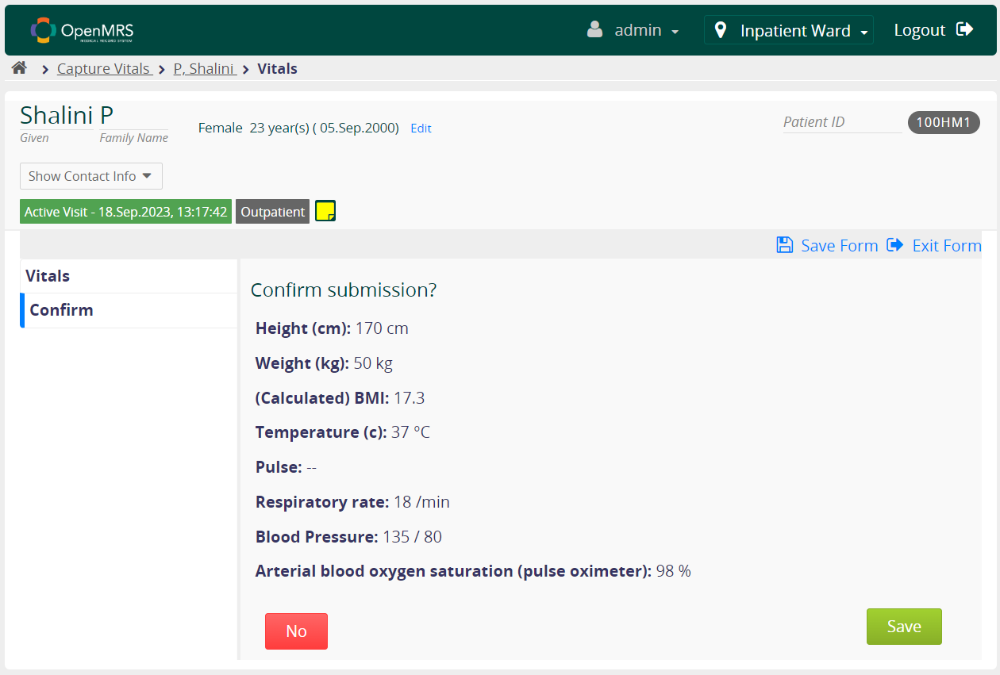 OpenMRS
MEDICAL RECORD SYSTEM
admin
Inpatient Ward
Logout
Capture Vitals
P, Shalini
Vitals
Shalini P
Given Family Name
Female 23 year(s) ( 05.Sep.2000) Edit
Patient ID 100HM1
Show Contact Info
Active Visit - 18.Sep.2023, 13:17:42 Outpatient
Save Form Exit Form
Vitals
Confirm
Confirm submission?
Height (cm): 170 cm
Weight (kg): 50 kg
(Calculated) BMI: 17.3
Temperature (c): 37 °C
Pulse: --
Respiratory rate: 18 /min
Blood Pressure: 135 / 80
Arterial blood oxygen saturation (pulse oximeter): 98 %
No
Save